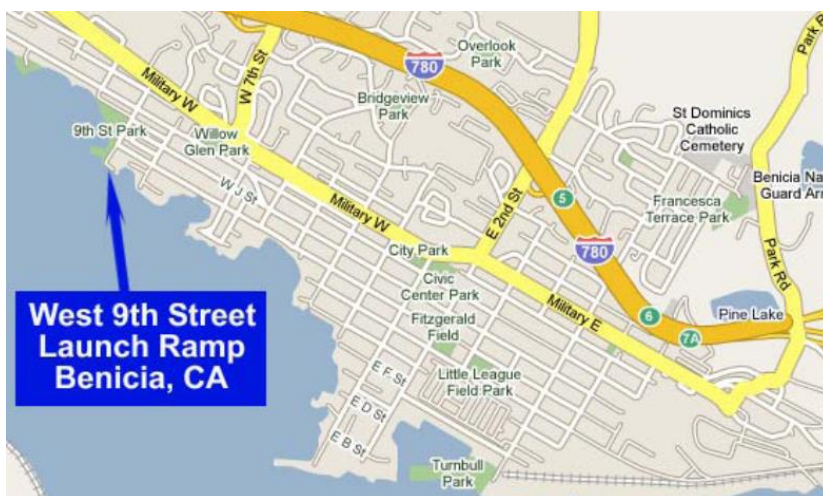 Overlook
Park
780
Military W
W 7th St
Bridgeview
Park
Park R
St Dominics
Catholic
Cemetery
9th St Park
Willow
Glen Park
Benicia Na
Guard Arm
W J St
Military W
E 2nd St
5
Francesca
Terrace Park
City Park
780
Park Rd
Civic
Center Park
Fitzgerald
Field
Military E
6
Pine Lake
7A
West 9th Street
Launch Ramp
Benicia, CA
E F St
Little League
Field Park
E D St
E B St
Turnbull
Park